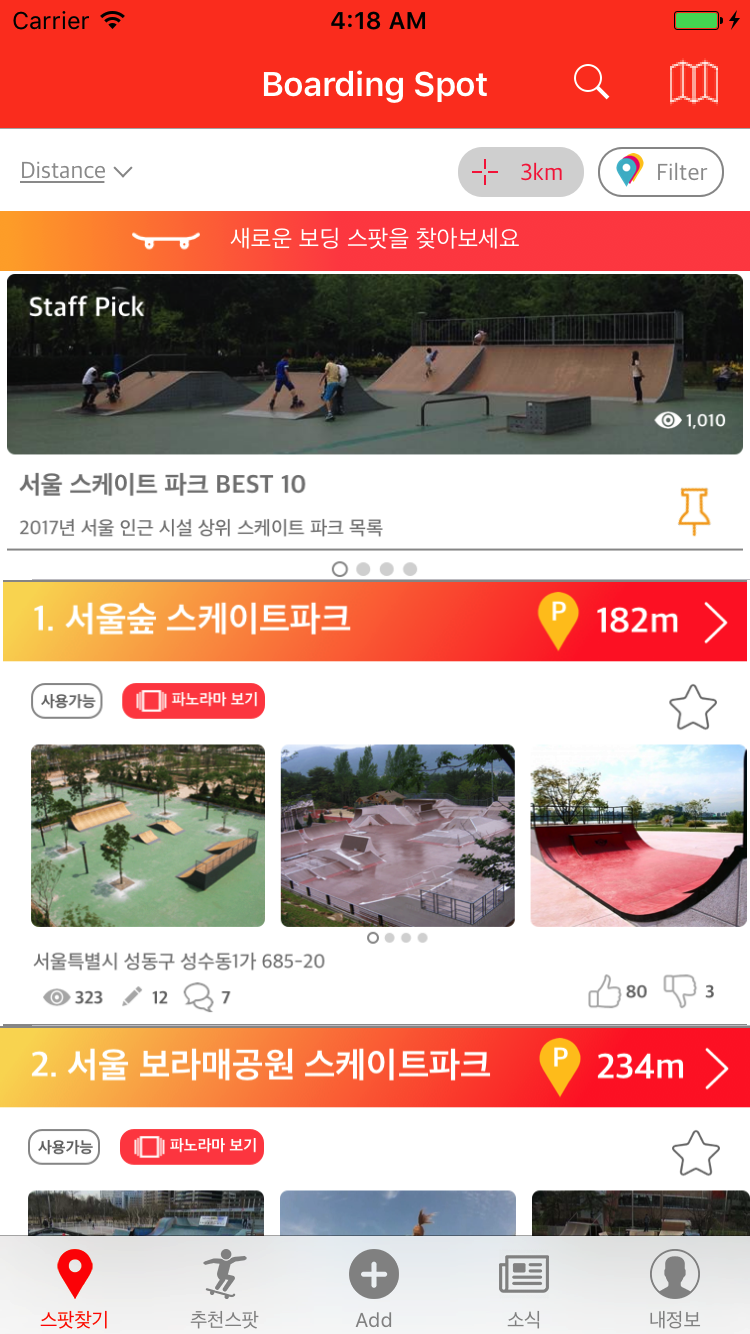 Carrier 4:18 AM
Boarding Spot
Distance 3km Filter
새로운 보딩 스팟을 찾아보세요
Staff Pick
1,010
서울 스케이트 파크 BEST 10
2017년 서울 인근 시설 상위 스케이트 파크 목록
1. 서울숲 스케이트파크 P 182m
사용가능 파노라마 보기
서울특별시 성동구 성수동1가 685-20
323 12 7 80 3
2. 서울 보라매공원 스케이트파크 P 234m
사용가능 파노라마 보기
스팟찾기 추천스팟 Add 소식 내정보